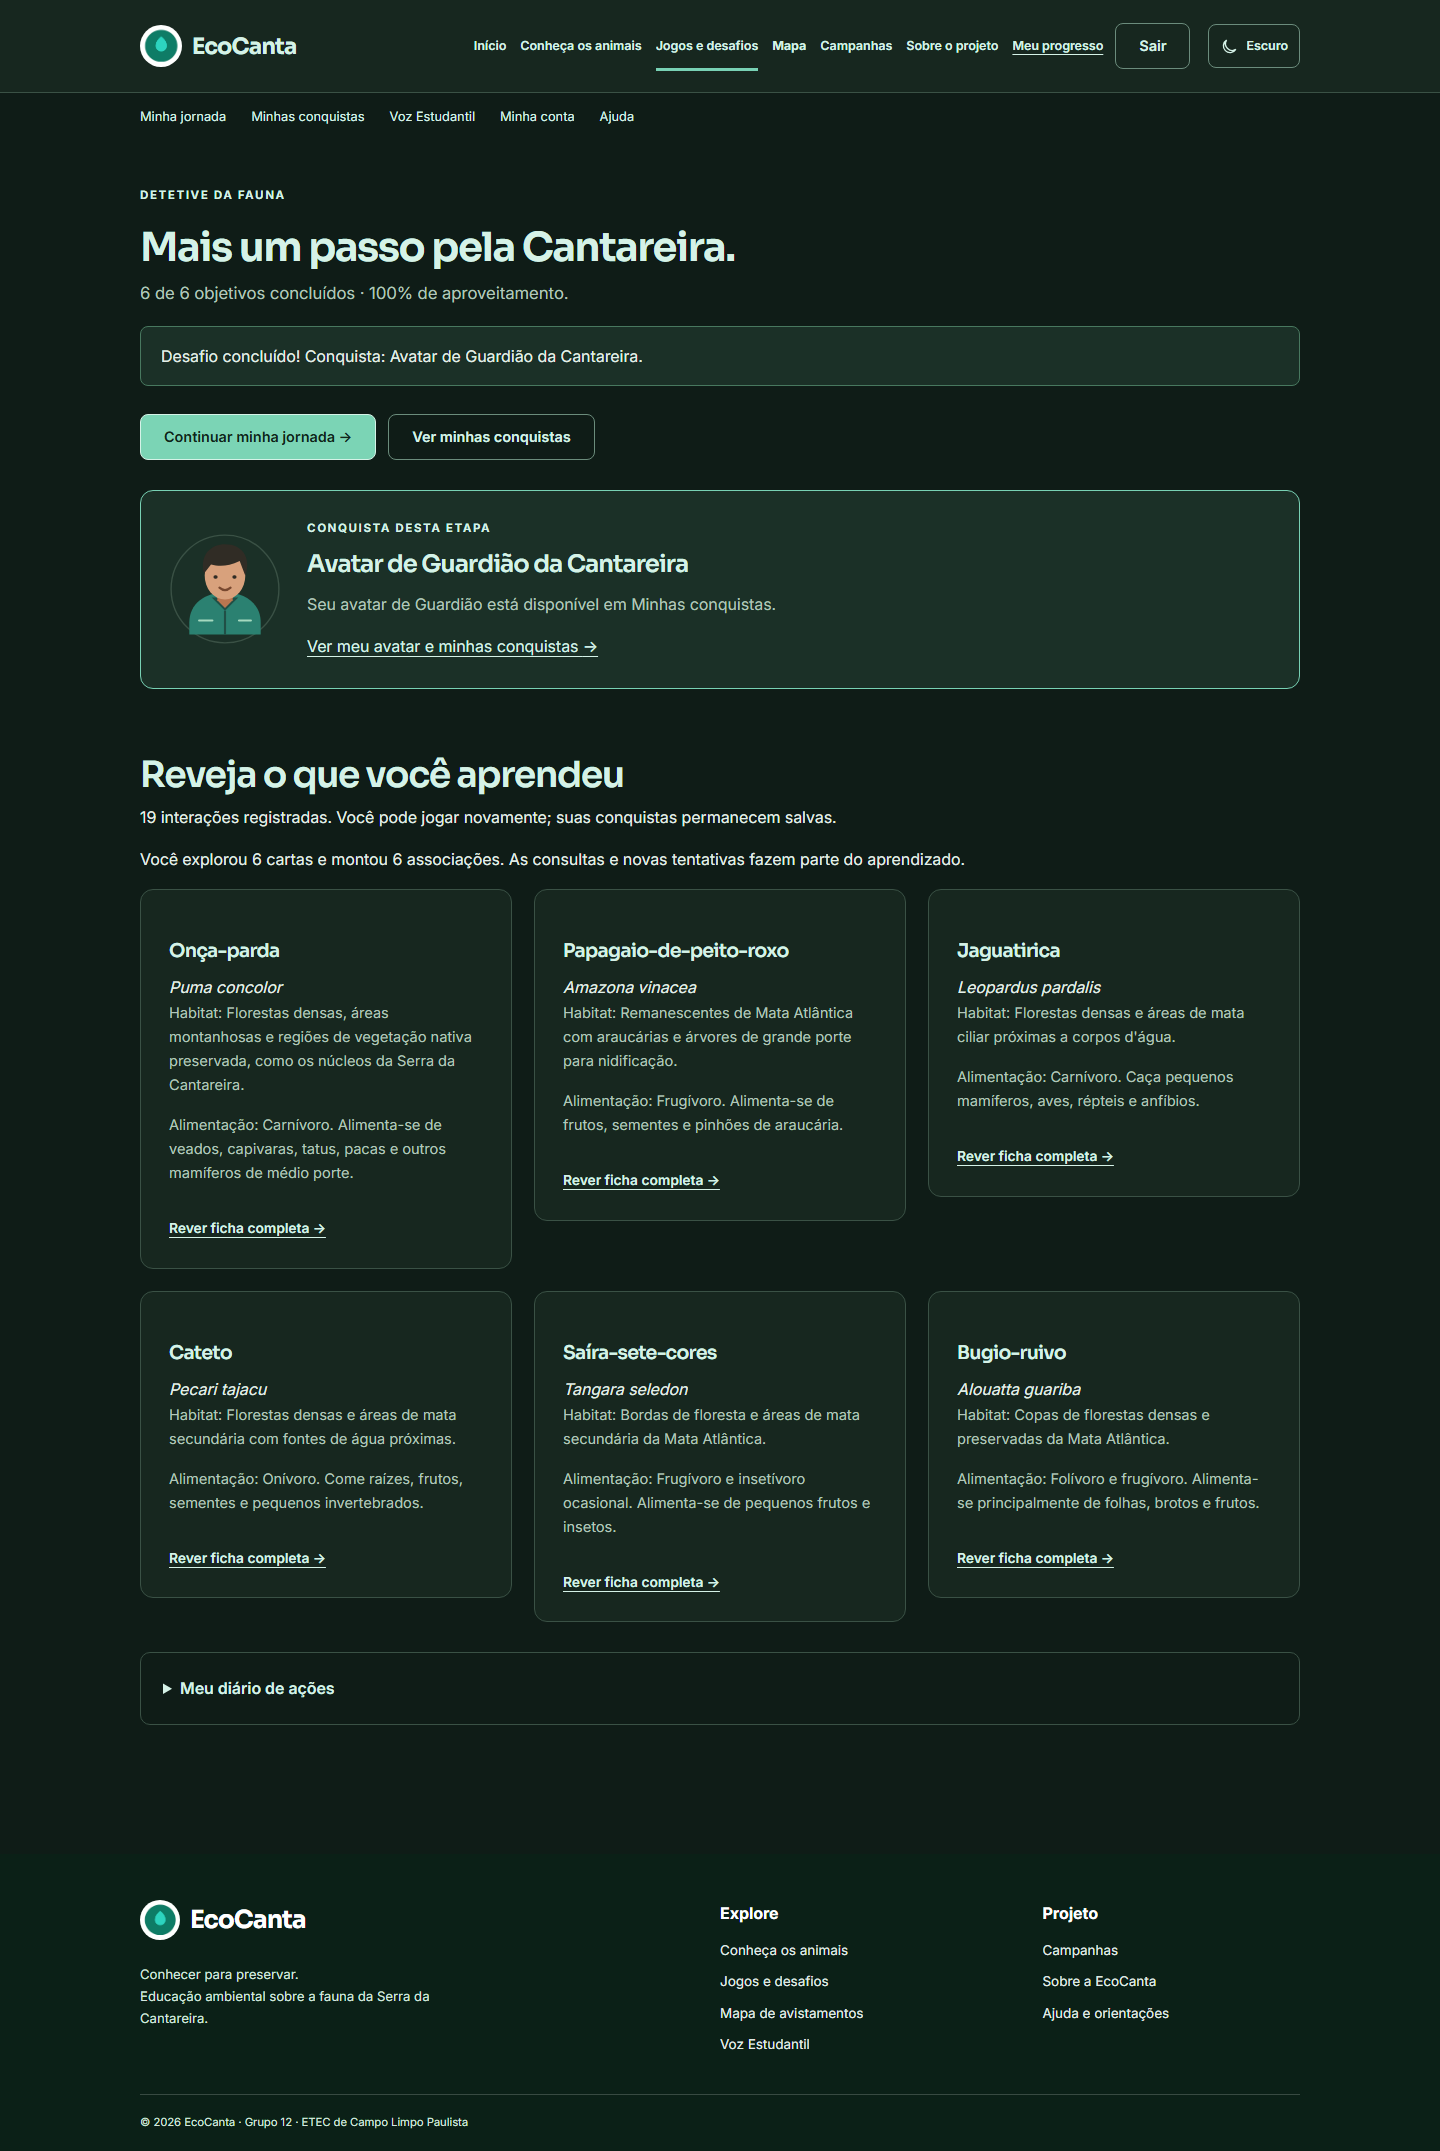 EcoCanta
Início
Conheça os animais
Jogos e desafios
Mapa
Campanhas
Sobre o projeto
Meu progresso
Sair
Escuro
Minha jornada
Minhas conquistas
Voz Estudantil
Minha conta
Ajuda
DETETIVE DA FAUNA
Mais um passo pela Cantareira.
6 de 6 objetivos concluídos · 100% de aproveitamento.
Desafio concluído! Conquista: Avatar de Guardião da Cantareira.
Continuar minha jornada →
Ver minhas conquistas
CONQUISTA DESTA ETAPA
Avatar de Guardião da Cantareira
Seu avatar de Guardião está disponível em Minhas conquistas.
Ver meu avatar e minhas conquistas →
Reveja o que você aprendeu
19 interações registradas. Você pode jogar novamente; suas conquistas permanecem salvas.
Você explorou 6 cartas e montou 6 associações. As consultas e novas tentativas fazem parte do aprendizado.
Onça-parda
Puma concolor
Habitat: Florestas densas, áreas
montanhosas e regiões de vegetação nativa
preservada, como os núcleos da Serra da
Cantareira.
Alimentação: Carnívoro. Alimenta-se de
veados, capivaras, tatus, pacas e outros
mamíferos de médio porte.
Rever ficha completa →
Papagaio-de-peito-roxo
Amazona vinacea
Habitat: Remanescentes de Mata Atlântica
com araucárias e árvores de grande porte
para nidificação.
Alimentação: Frugívoro. Alimenta-se de
frutos, sementes e pinhões de araucária.
Rever ficha completa →
Jaguatirica
Leopardus pardalis
Habitat: Florestas densas e áreas de mata
ciliar próximas a corpos d'água.
Alimentação: Carnívoro. Caça pequenos
mamíferos, aves, répteis e anfíbios.
Rever ficha completa →
Cateto
Pecari tajacu
Habitat: Florestas densas e áreas de mata
secundária com fontes de água próximas.
Alimentação: Onívoro. Come raízes, frutos,
sementes e pequenos invertebrados.
Rever ficha completa →
Saíra-sete-cores
Tangara seledon
Habitat: Bordas de floresta e áreas de mata
secundária da Mata Atlântica.
Alimentação: Frugívoro e insetívoro
ocasional. Alimenta-se de pequenos frutos e
insetos.
Rever ficha completa →
Bugio-ruivo
Alouatta guariba
Habitat: Copas de florestas densas e
preservadas da Mata Atlântica.
Alimentação: Folívoro e frugívoro. Alimenta-
se principalmente de folhas, brotos e frutos.
Rever ficha completa →
Meu diário de ações
EcoCanta
Conhecer para preservar.
Educação ambiental sobre a fauna da Serra da
Cantareira.
Explore
Conheça os animais
Jogos e desafios
Mapa de avistamentos
Voz Estudantil
Projeto
Campanhas
Sobre a EcoCanta
Ajuda e orientações
© 2026 EcoCanta · Grupo 12 · ETEC de Campo Limpo Paulista